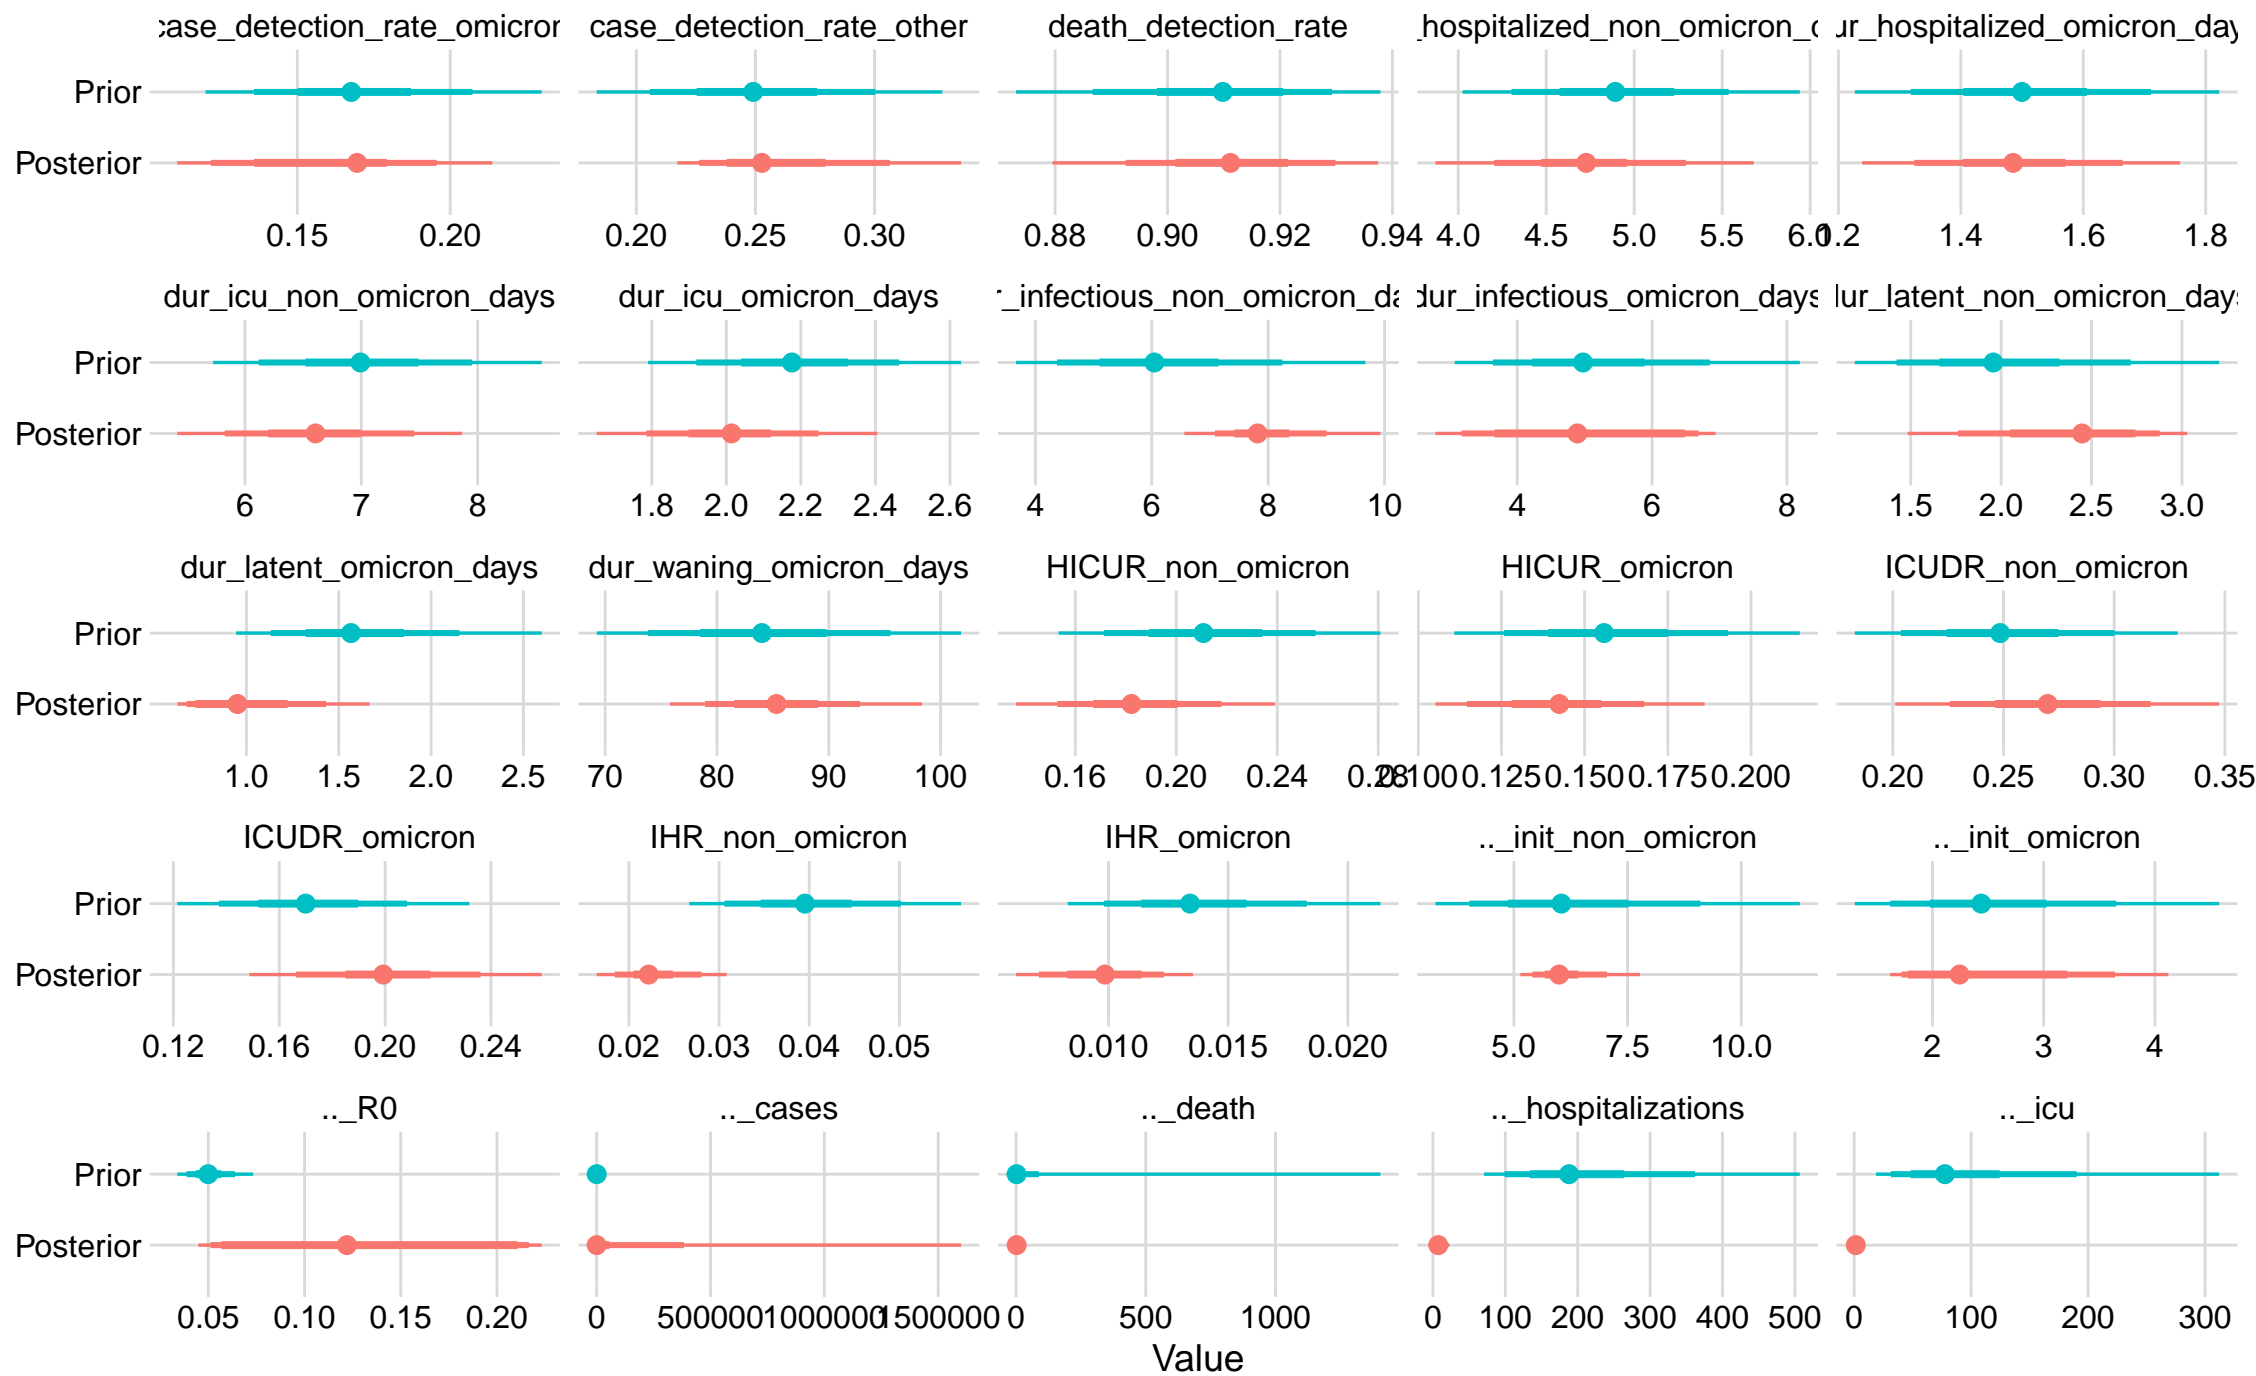 case_detection_rate_omicron case_detection_rate_other death_detection_rate _hospitalized_non_omicron_d ur_hospitalized_omicron_day
Prior
Posterior
0.15 0.20 0.20 0.25 0.30 0.88 0.90 0.92 0.94 4.0 4.5 5.0 5.5 6.0 1.2 1.4 1.6 1.8
dur_icu_non_omicron_days dur_icu_omicron_days r_infectious_non_omicron_da dur_infectious_omicron_days dur_latent_non_omicron_days
Prior
Posterior
6 7 8 1.8 2.0 2.2 2.4 2.6 4 6 8 10 4 6 8 1.5 2.0 2.5 3.0
dur_latent_omicron_days dur_waning_omicron_days HICUR_non_omicron HICUR_omicron ICUDR_non_omicron
Prior
Posterior
1.0 1.5 2.0 2.5 70 80 90 100 0.16 0.20 0.24 0.28 0.100 0.125 0.150 0.175 0.200 0.20 0.25 0.30 0.35
ICUDR_omicron IHR_non_omicron IHR_omicron .._init_non_omicron .._init_omicron
Prior
Posterior
0.12 0.16 0.20 0.24 0.02 0.03 0.04 0.05 0.010 0.015 0.020 5.0 7.5 10.0 2 3 4
.._R0 .._cases .._death .._hospitalizations .._icu
Prior
Posterior
0.05 0.10 0.15 0.20 0 500000 1000000 1500000 0 500 1000 0 100 200 300 400 500 0 100 200 300
Value